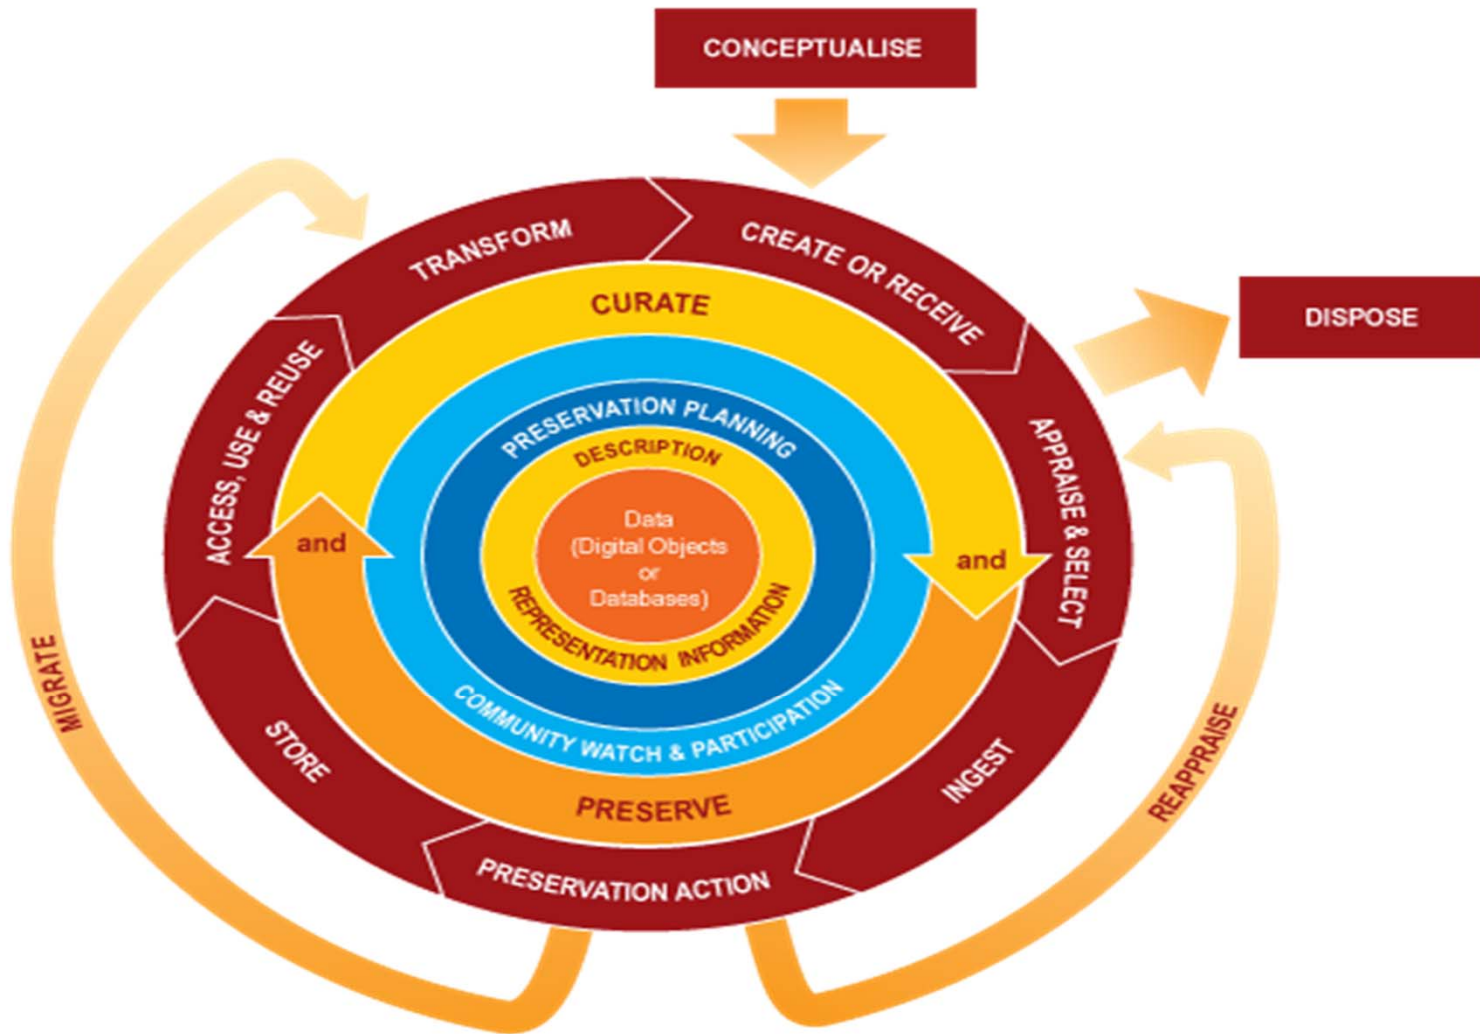 CONCEPTUALISE
TRANSFORM
CREATE OR RECEIVE
DISPOSE
CURATE
ACCESS, USE & REUSE
APPRAISE & SELECT
PRESERVATION PLANNING
DESCRIPTION
Data
(Digital Objects
or
Databases)
and
and
REPRESENTATION INFORMATION
COMMUNITY WATCH & PARTICIPATION
MIGRATE
STORE
PRESERVE
INGEST
REAPPRAISE
PRESERVATION ACTION